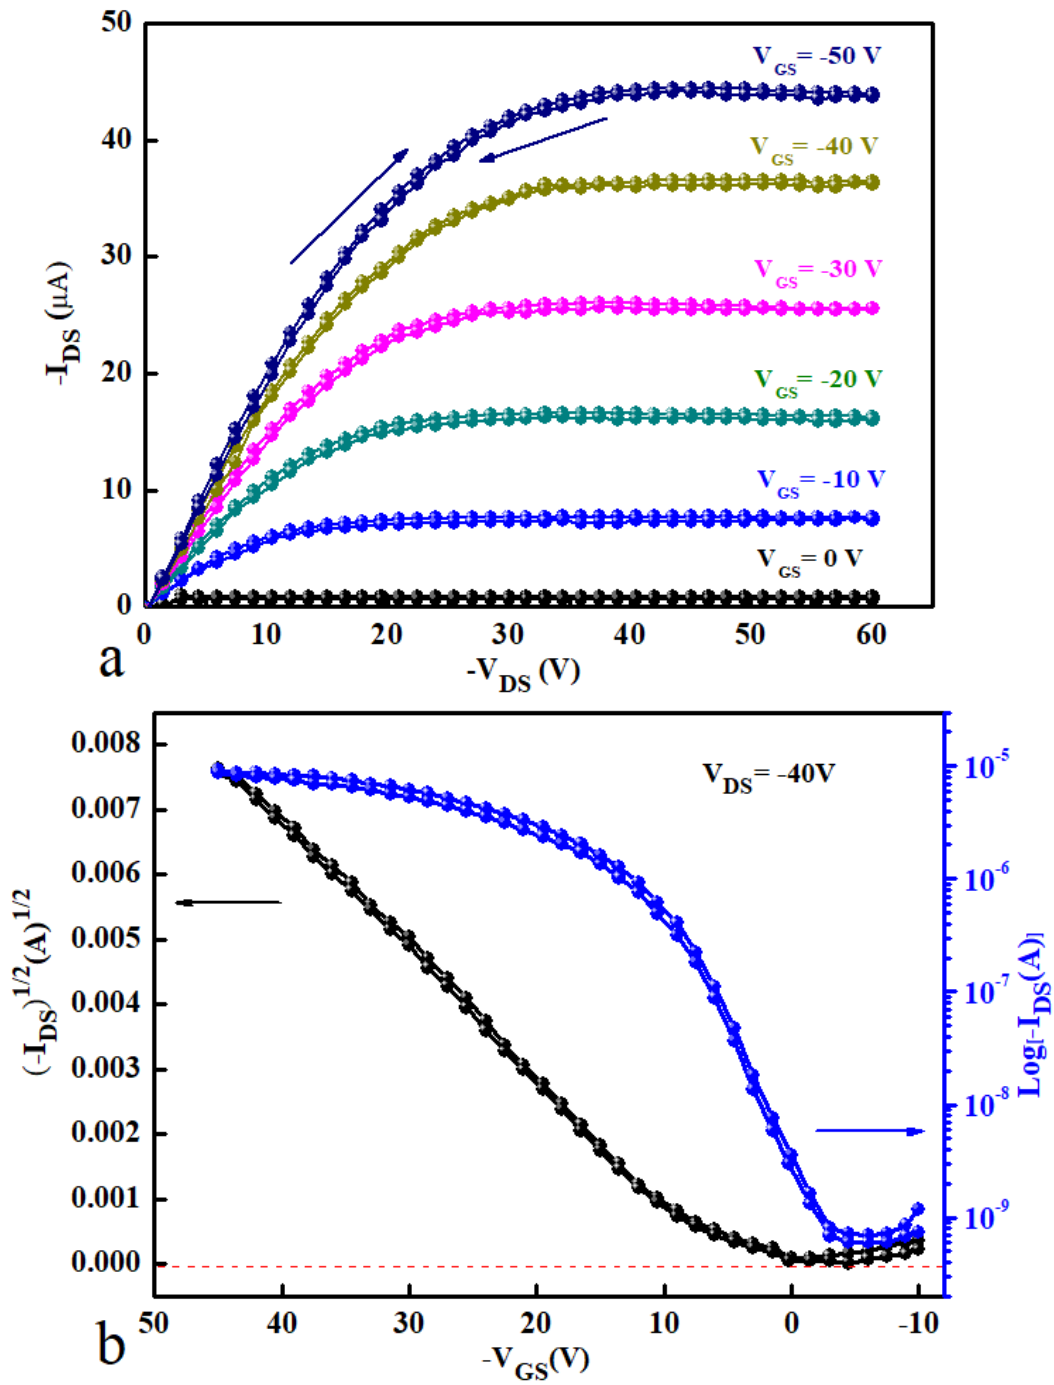 50
40
30
20
10
0
-I_DS (μA)
V_GS= -50 V
V_GS= -40 V
V_GS= -30 V
V_GS= -20 V
V_GS= -10 V
V_GS= 0 V
0 10 20 30 40 50 60
-V_DS (V)
a
0.008
0.007
0.006
0.005
0.004
0.003
0.002
0.001
0.000
(-I_DS)^1/2(A)^1/2
V_DS= -40V
10^-5
10^-6
10^-7
10^-8
10^-9
Log[-I_DS(A)]
50 40 30 20 10 0 -10
-V_GS(V)
b